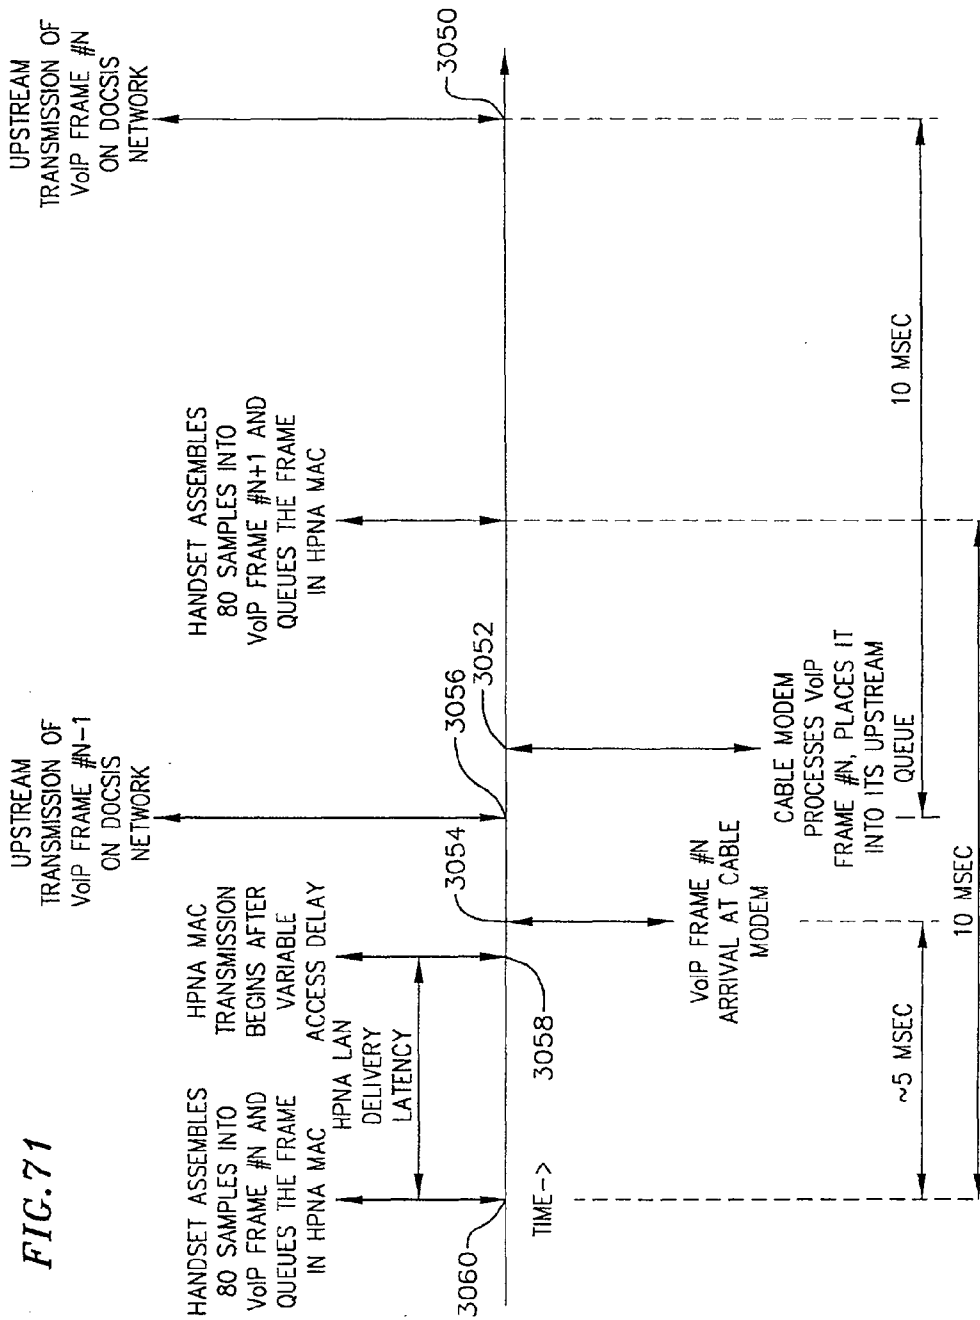 FIG.71
UPSTREAM
TRANSMISSION OF
VoIP FRAME #N-1
ON DOCSIS
NETWORK
UPSTREAM
TRANSMISSION OF
VoIP FRAME #N
ON DOCSIS
NETWORK
HANDSET ASSEMBLES
80 SAMPLES INTO
VoIP FRAME #N AND
QUEUES THE FRAME
IN HPNA MAC
HPNA MAC
TRANSMISSION
BEGINS AFTER
VARIABLE
ACCESS DELAY
HANDSET ASSEMBLES
80 SAMPLES INTO
VoIP FRAME #N+1 AND
QUEUES THE FRAME
IN HPNA MAC
HPNA LAN
DELIVERY
LATENCY
3060
3054
3056
3052
3050
3058
TIME->
VoIP FRAME #N
ARRIVAL AT CABLE
MODEM
CABLE MODEM
PROCESSES VoIP
FRAME #N, PLACES IT
INTO ITS UPSTREAM
QUEUE
~5 MSEC
10 MSEC
10 MSEC